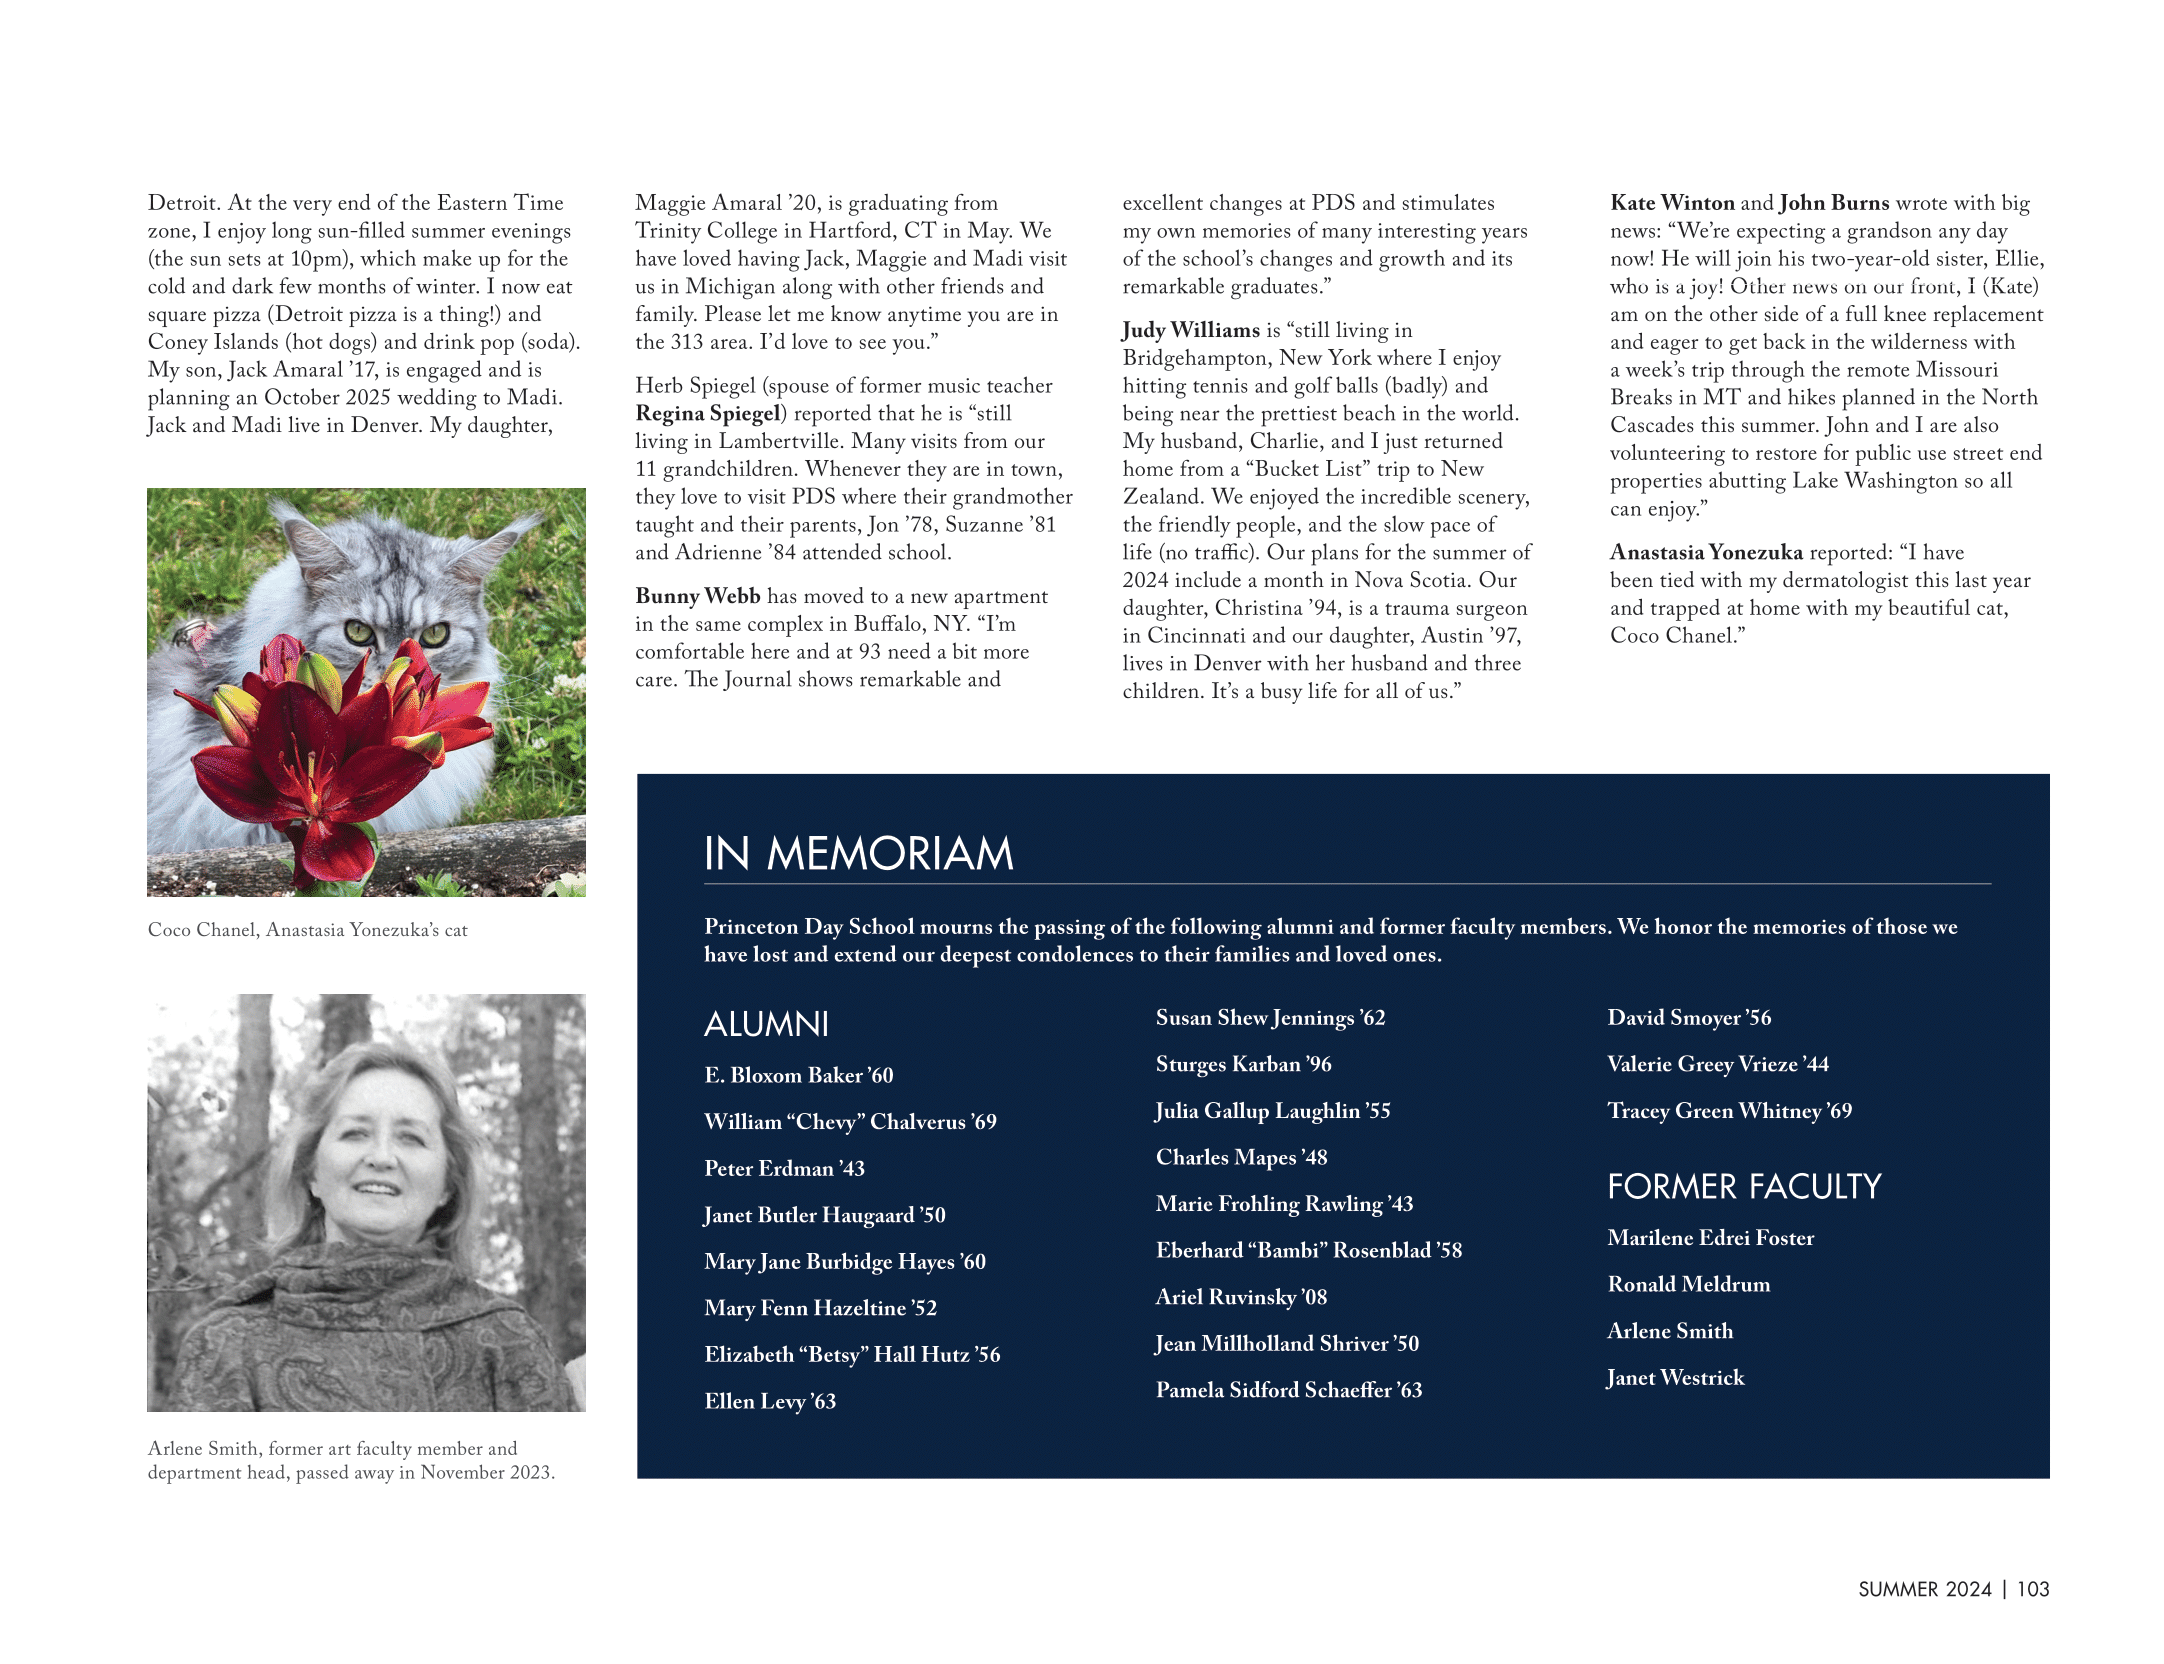 Detroit. At the very end of the Eastern Time
zone, I enjoy long sun-filled summer evenings
(the sun sets at 10pm), which make up for the
cold and dark few months of winter. I now eat
square pizza (Detroit pizza is a thing!) and
Coney Islands (hot dogs) and drink pop (soda).
My son, Jack Amaral ’17, is engaged and is
planning an October 2025 wedding to Madi.
Jack and Madi live in Denver. My daughter,
Coco Chanel, Anastasia Yonezuka’s cat
Arlene Smith, former art faculty member and
department head, passed away in November 2023.
Maggie Amaral ’20, is graduating from
Trinity College in Hartford, CT in May. We
have loved having Jack, Maggie and Madi visit
us in Michigan along with other friends and
family. Please let me know anytime you are in
the 313 area. I’d love to see you.”
Herb Spiegel (spouse of former music teacher
Regina Spiegel) reported that he is “still
living in Lambertville. Many visits from our
11 grandchildren. Whenever they are in town,
they love to visit PDS where their grandmother
taught and their parents, Jon ’78, Suzanne ’81
and Adrienne ’84 attended school.
Bunny Webb has moved to a new apartment
in the same complex in Buffalo, NY. “I’m
comfortable here and at 93 need a bit more
care. The Journal shows remarkable and
excellent changes at PDS and stimulates
my own memories of many interesting years
of the school’s changes and growth and its
remarkable graduates.”
Judy Williams is “still living in
Bridgehampton, New York where I enjoy
hitting tennis and golf balls (badly) and
being near the prettiest beach in the world.
My husband, Charlie, and I just returned
home from a “Bucket List” trip to New
Zealand. We enjoyed the incredible scenery,
the friendly people, and the slow pace of
life (no traffic). Our plans for the summer of
2024 include a month in Nova Scotia. Our
daughter, Christina ’94, is a trauma surgeon
in Cincinnati and our daughter, Austin ’97,
lives in Denver with her husband and three
children. It’s a busy life for all of us.”
Kate Winton and John Burns wrote with big
news: “We’re expecting a grandson any day
now! He will join his two-year-old sister, Ellie,
who is a joy! Other news on our front, I (Kate)
am on the other side of a full knee replacement
and eager to get back in the wilderness with
a week’s trip through the remote Missouri
Breaks in MT and hikes planned in the North
Cascades this summer. John and I are also
volunteering to restore for public use street end
properties abutting Lake Washington so all
can enjoy.”
Anastasia Yonezuka reported: “I have
been tied with my dermatologist this last year
and trapped at home with my beautiful cat,
Coco Chanel.”
IN MEMORIAM
Princeton Day School mourns the passing of the following alumni and former faculty members. We honor the memories of those we
have lost and extend our deepest condolences to their families and loved ones.
ALUMNI
E. Bloxom Baker ’60
William “Chevy” Chalverus ’69
Peter Erdman ’43
Janet Butler Haugaard ’50
Mary Jane Burbidge Hayes ’60
Mary Fenn Hazeltine ’52
Elizabeth “Betsy” Hall Hutz ’56
Ellen Levy ’63
Susan Shew Jennings ’62
Sturges Karban ’96
Julia Gallup Laughlin ’55
Charles Mapes ’48
Marie Frohling Rawling ’43
Eberhard “Bambi” Rosenblad ’58
Ariel Ruvinsky ’08
Jean Millholland Shriver ’50
Pamela Sidford Schaeffer ’63
David Smoyer ’56
Valerie Greey Vrieze ’44
Tracey Green Whitney ’69
FORMER FACULTY
Marilene Edrei Foster
Ronald Meldrum
Arlene Smith
Janet Westrick
SUMMER 2024 | 103